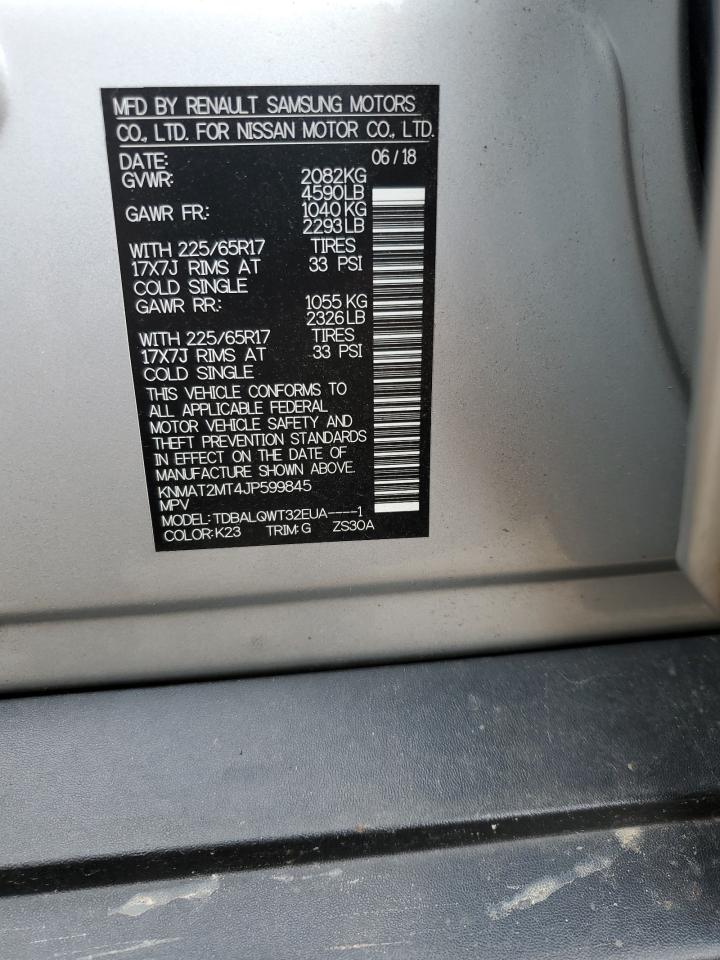 MFD BY RENAULT SAMSUNG MOTORS
CO., LTD. FOR NISSAN MOTOR CO., LTD.
DATE: 06 / 18
GVWR: 2082KG
4590LB
GAWR FR.: 1040 KG
2293 LB
WITH 225/65R17 TIRES
17X7J RIMS AT 33 PSI
COLD SINGLE
GAWR RR.: 1055 KG
2326 LB
WITH 225/65R17 TIRES
17X7J RIMS AT 33 PSI
COLD SINGLE
THIS VEHICLE CONFORMS TO
ALL APPLICABLE FEDERAL
MOTOR VEHICLE SAFETY AND
THEFT PREVENTION STANDARDS
IN EFFECT ON THE DATE OF
MANUFACTURE SHOWN ABOVE.
KNMAT2MT4JP599845
MPV
MODEL: TDBALQWT32EUA----1
COLOR: K23 TRIM: G ZS30A